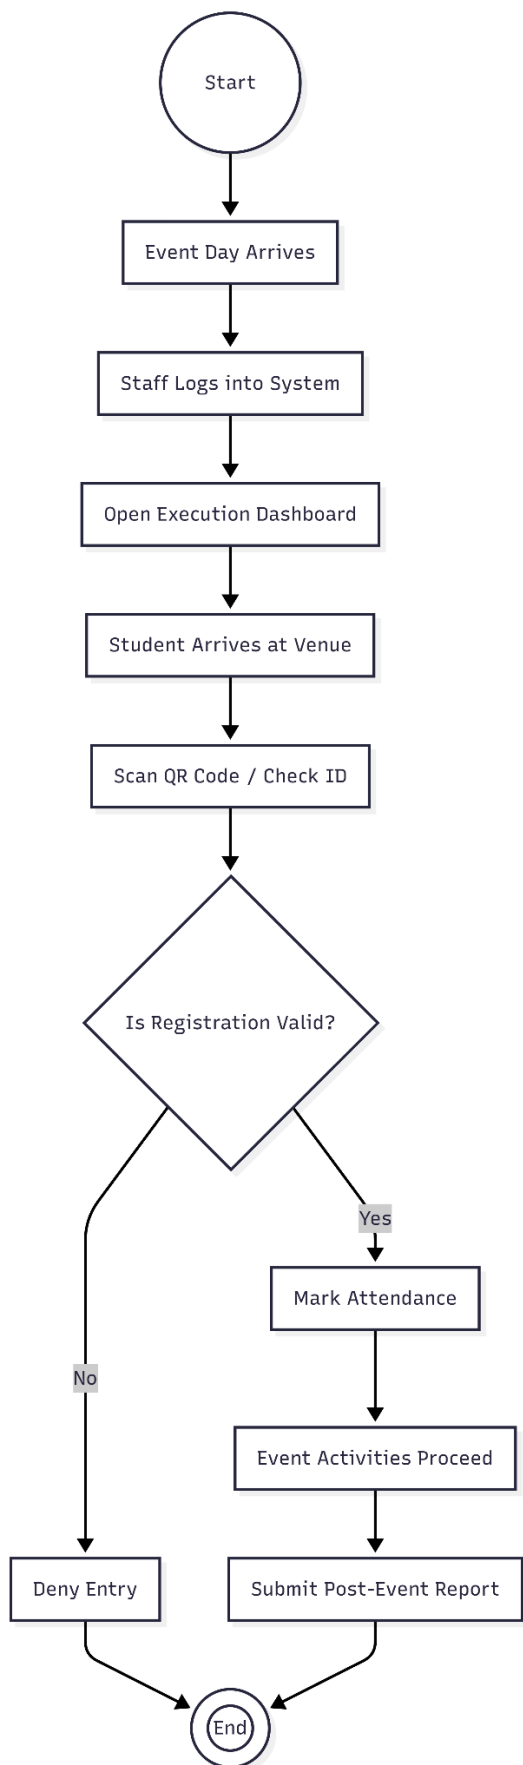 Start
Event Day Arrives
Staff Logs into System
Open Execution Dashboard
Student Arrives at Venue
Scan QR Code / Check ID
Is Registration Valid?
Yes
Mark Attendance
No
Event Activities Proceed
Deny Entry
Submit Post-Event Report
End